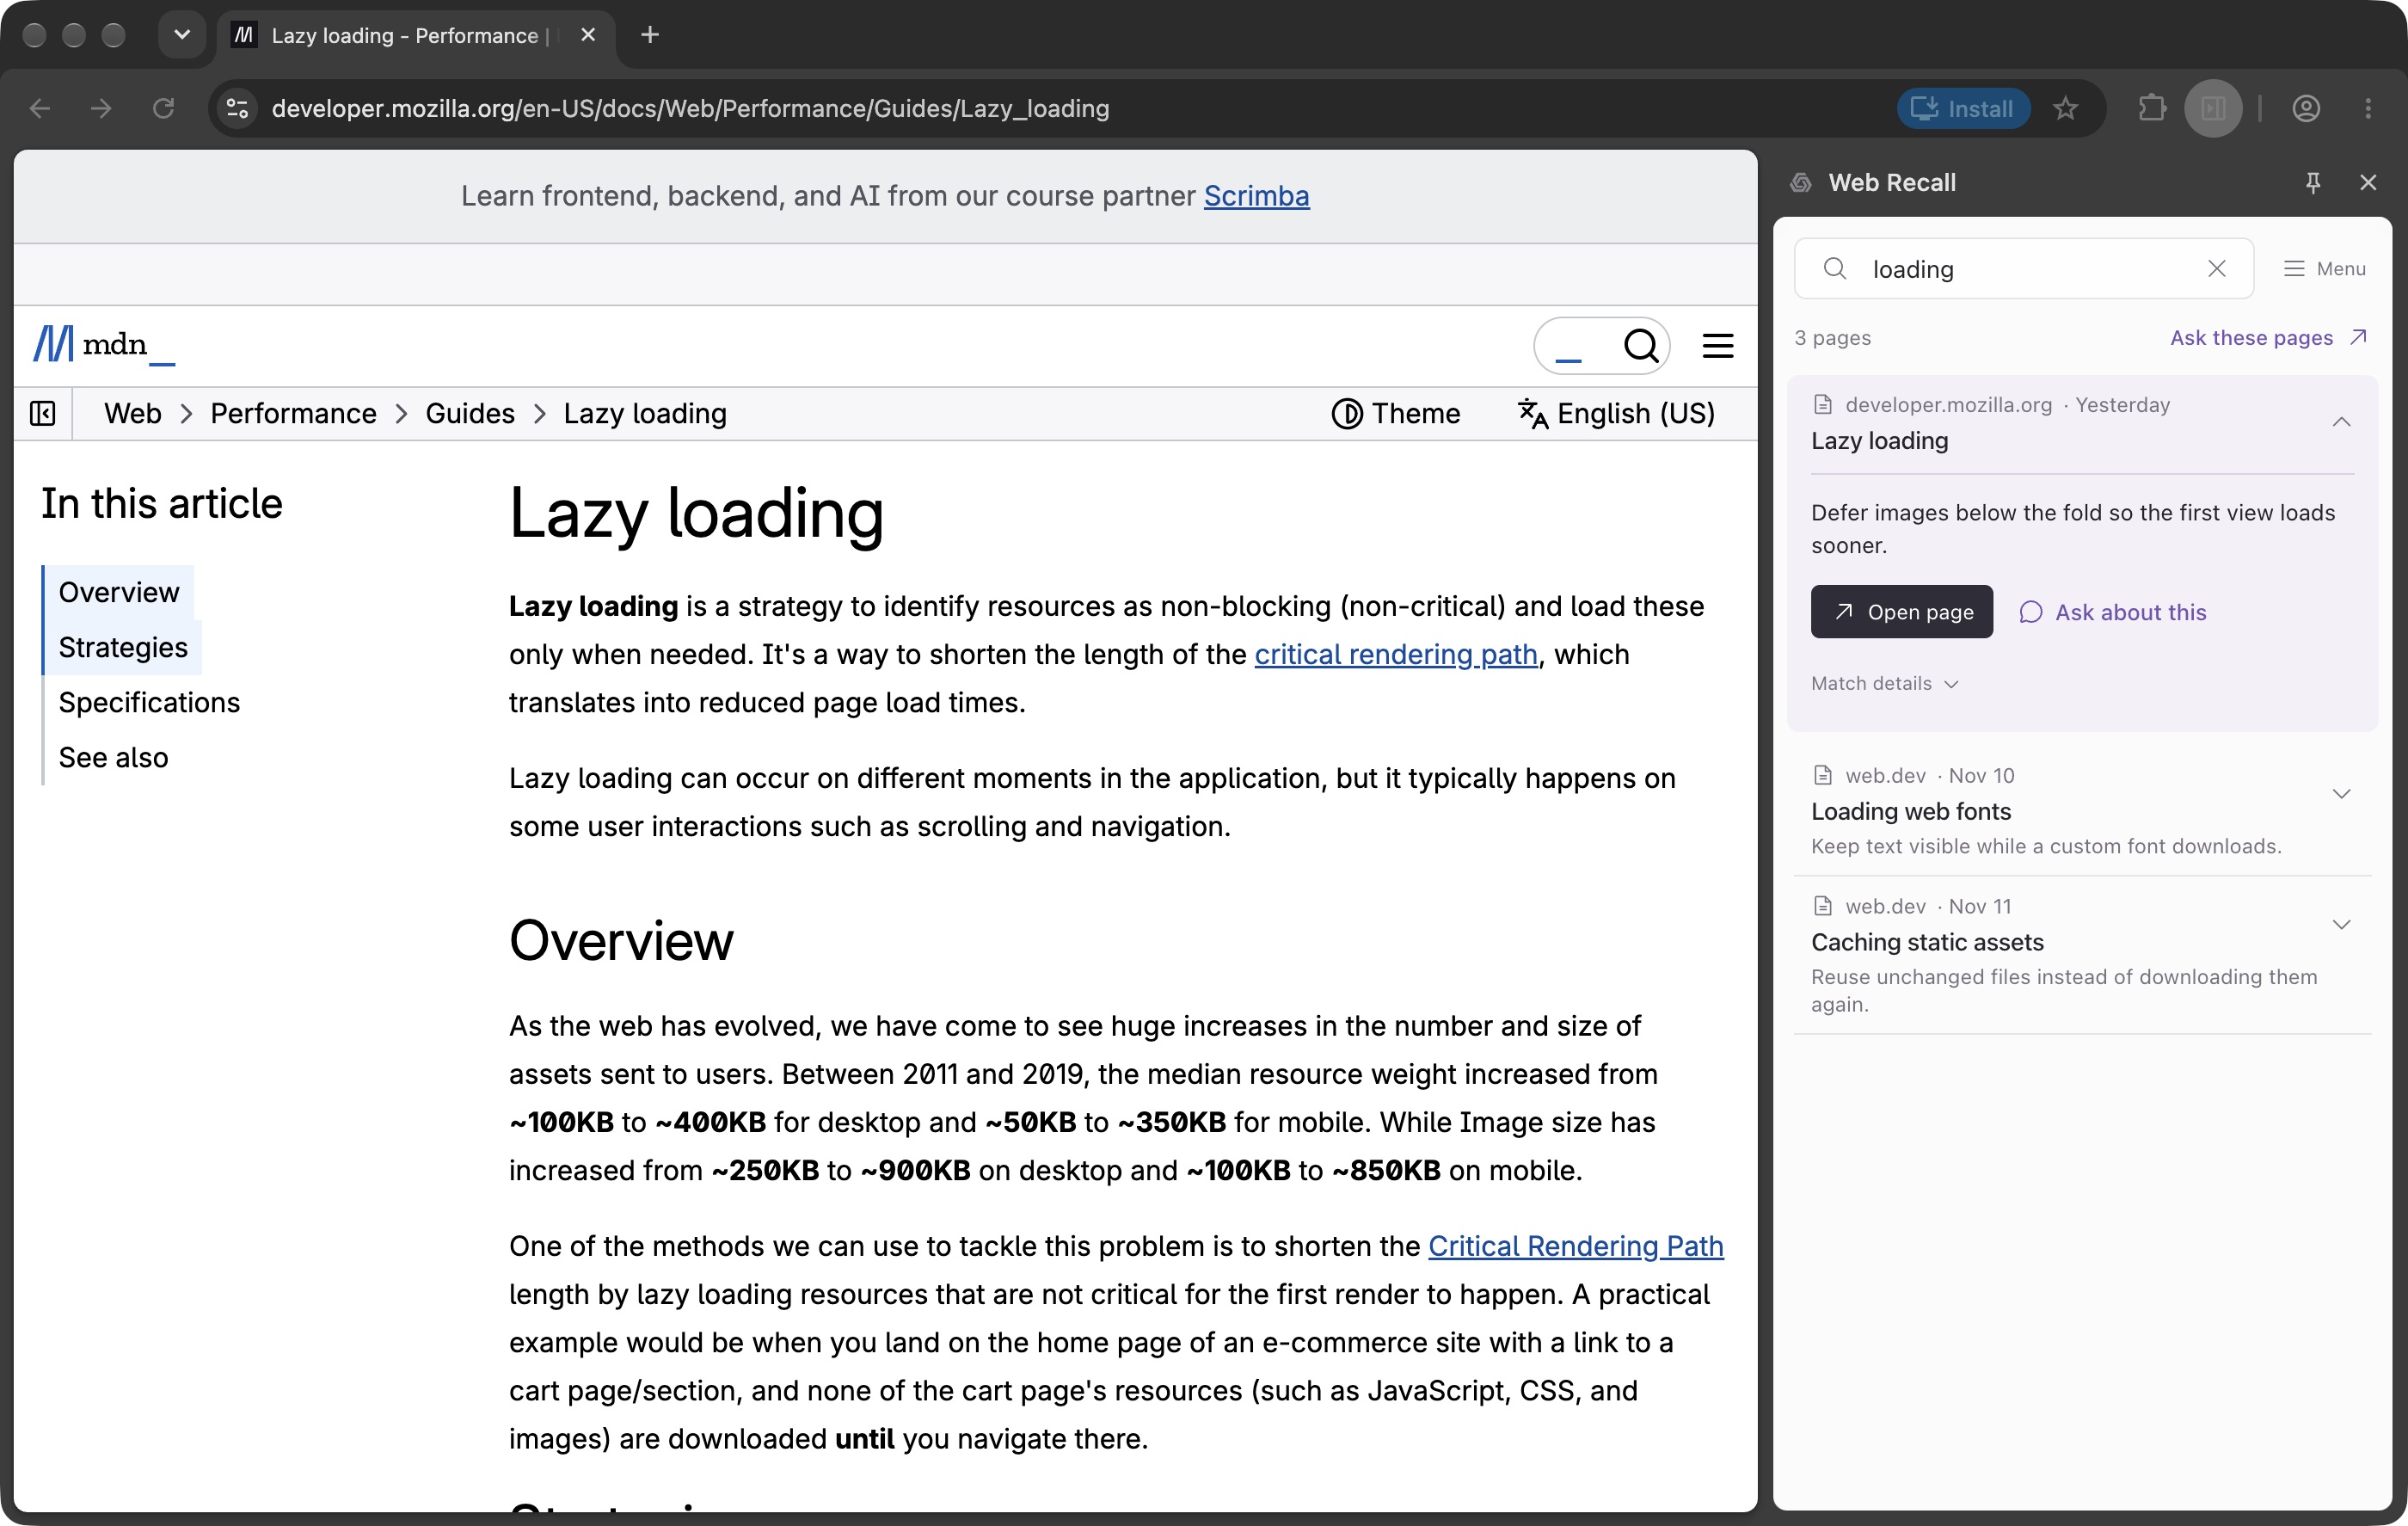 Lazy loading - Performance |
developer.mozilla.org/en-US/docs/Web/Performance/Guides/Lazy_loading
Install
Learn frontend, backend, and AI from our course partner Scrimba
mdn_
Web > Performance > Guides > Lazy loading
Theme
English (US)
In this article
Overview
Strategies
Specifications
See also
Lazy loading
Lazy loading is a strategy to identify resources as non-blocking (non-critical) and load these
only when needed. It's a way to shorten the length of the critical rendering path, which
translates into reduced page load times.
Lazy loading can occur on different moments in the application, but it typically happens on
some user interactions such as scrolling and navigation.
Overview
As the web has evolved, we have come to see huge increases in the number and size of
assets sent to users. Between 2011 and 2019, the median resource weight increased from
~100KB to ~400KB for desktop and ~50KB to ~350KB for mobile. While Image size has
increased from ~250KB to ~900KB on desktop and ~100KB to ~850KB on mobile.
One of the methods we can use to tackle this problem is to shorten the Critical Rendering Path
length by lazy loading resources that are not critical for the first render to happen. A practical
example would be when you land on the home page of an e-commerce site with a link to a
cart page/section, and none of the cart page's resources (such as JavaScript, CSS, and
images) are downloaded until you navigate there.
Web Recall
loading
Menu
3 pages
Ask these pages
developer.mozilla.org · Yesterday
Lazy loading
Defer images below the fold so the first view loads
sooner.
Open page
Ask about this
Match details
web.dev · Nov 10
Loading web fonts
Keep text visible while a custom font downloads.
web.dev · Nov 11
Caching static assets
Reuse unchanged files instead of downloading them
again.